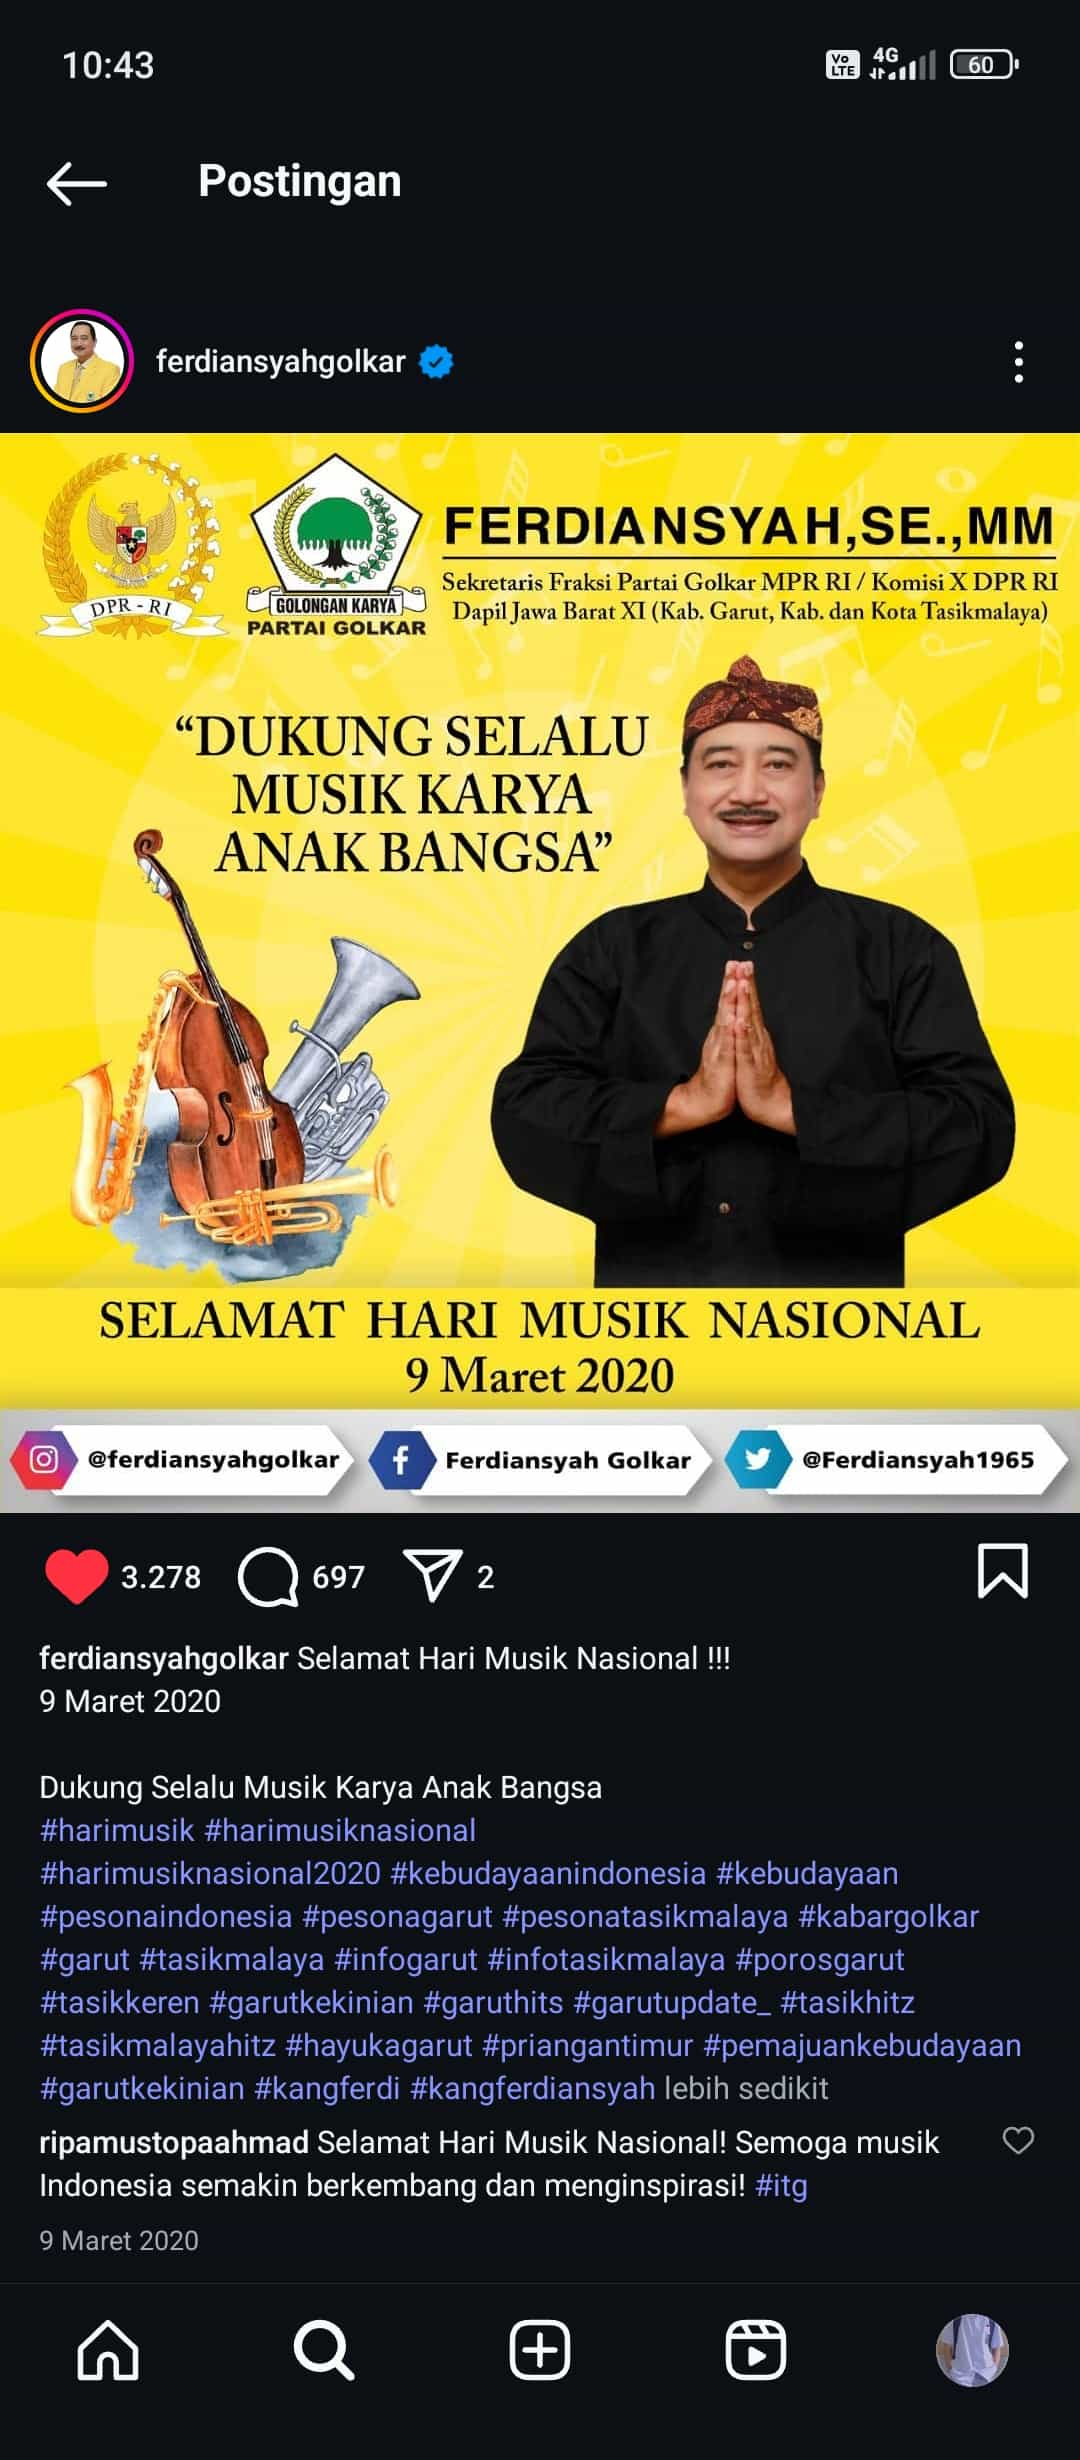 10:43
Vo LTE 4G 60
Postingan
ferdiansyahgolkar
DPR - RI
GOLONGAN KARYA
PARTAI GOLKAR
FERDIANSYAH,SE.,MM
Sekretaris Fraksi Partai Golkar MPR RI / Komisi X DPR RI
Dapil Jawa Barat XI (Kab. Garut, Kab. dan Kota Tasikmalaya)
“DUKUNG SELALU
MUSIK KARYA
ANAK BANGSA”
SELAMAT HARI MUSIK NASIONAL
9 Maret 2020
@ferdiansyahgolkar Ferdiansyah Golkar @Ferdiansyah1965
3.278 697 2
ferdiansyahgolkar Selamat Hari Musik Nasional !!!
9 Maret 2020
Dukung Selalu Musik Karya Anak Bangsa
#harimusik #harimusiknasional
#harimusiknasional2020 #kebudayaanindonesia #kebudayaan
#pesonaindonesia #pesonagarut #pesonatasikmalaya #kabargolkar
#garut #tasikmalaya #infogarut #infotasikmalaya #porosgarut
#tasikkeren #garutkekinian #garuthits #garutupdate_ #tasikhitz
#tasikmalayahitz #hayukagarut #priangantimur #pemajuankebudayaan
#garutkekinian #kangferdi #kangferdiansyah lebih sedikit
ripamustopaahmad Selamat Hari Musik Nasional! Semoga musik
Indonesia semakin berkembang dan menginspirasi! #itg
9 Maret 2020